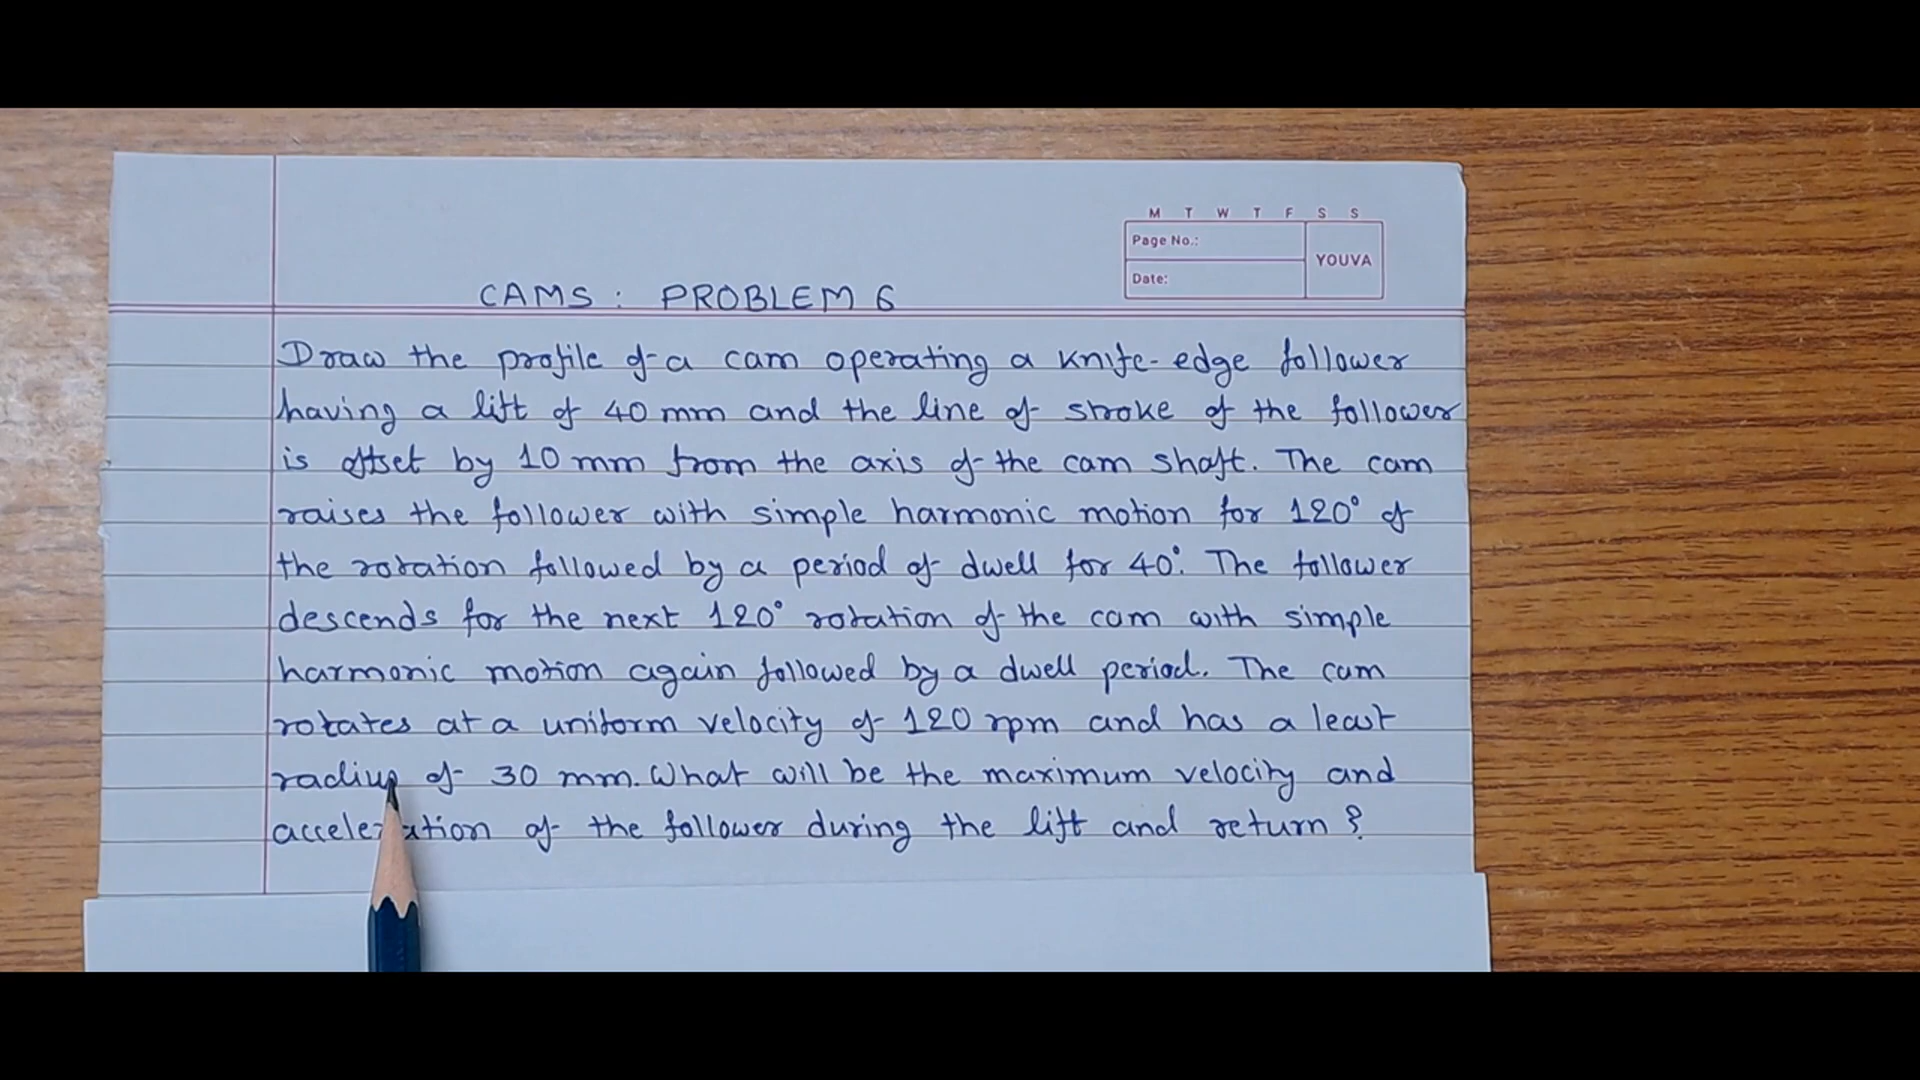 M T W T F S S
Page No.:
YOUVA
Date:
CAMS : PROBLEM 6
Draw the profile of a cam operating a knife-edge follower
having a lift of 40 mm and the line of stroke of the follower
is offset by 10 mm from the axis of the cam shaft. The cam
raises the follower with simple harmonic motion for 120° of
the rotation followed by a period of dwell for 40°. The follower
descends for the next 120° rotation of the cam with simple
harmonic motion again followed by a dwell period. The cam
rotates at a uniform velocity of 120 rpm and has a least
radius of 30 mm. What will be the maximum velocity and
acceleration of the follower during the lift and return ?